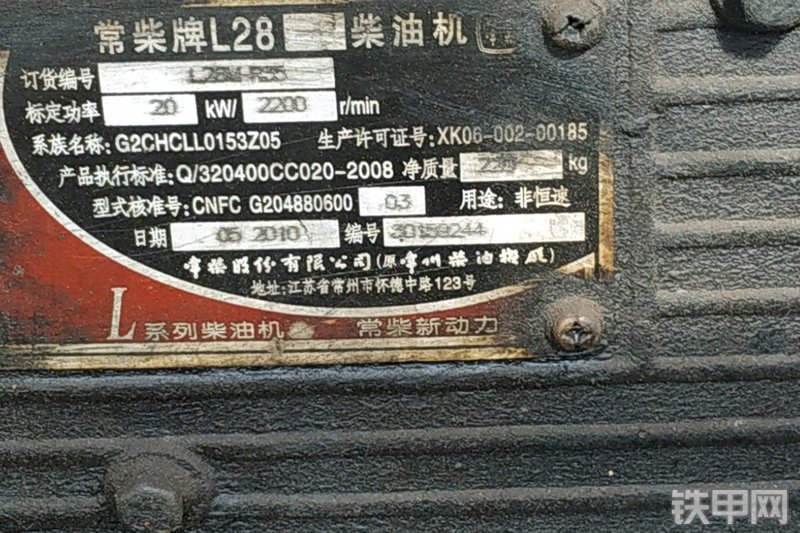 常柴牌L28 柴油机
订货编号
标定功率 20 kW/ 2200 r/min
系族名称: G2CHCLL0153Z05 生产许可证号: XK06-002-00185
产品执行标准: Q/320400CC020-2008 净质量 kg
型式核准号: CNFC G204880600 03 用途: 非恒速
日期 05 2010 编号 30159244
常柴股份有限公司(原常州柴油机厂)
地址: 江苏省常州市怀德中路123号
L 系列柴油机 常柴新动力
铁甲网